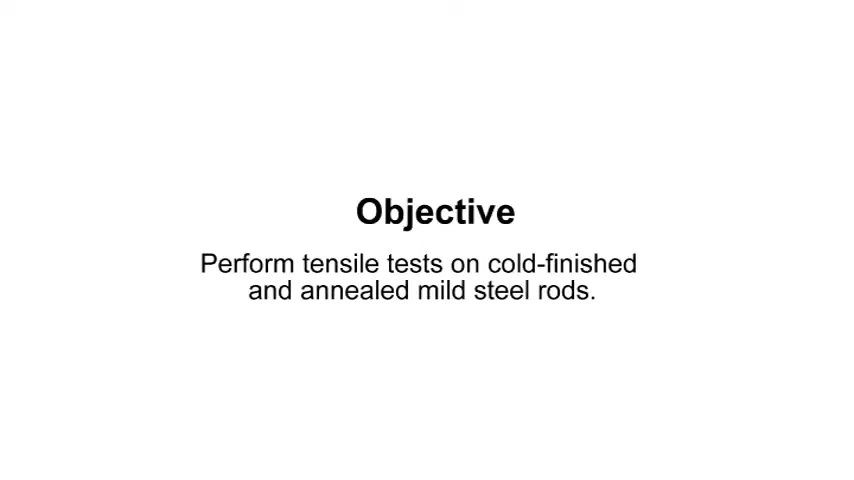 Objective
Perform tensile tests on cold-finished
and annealed mild steel rods.